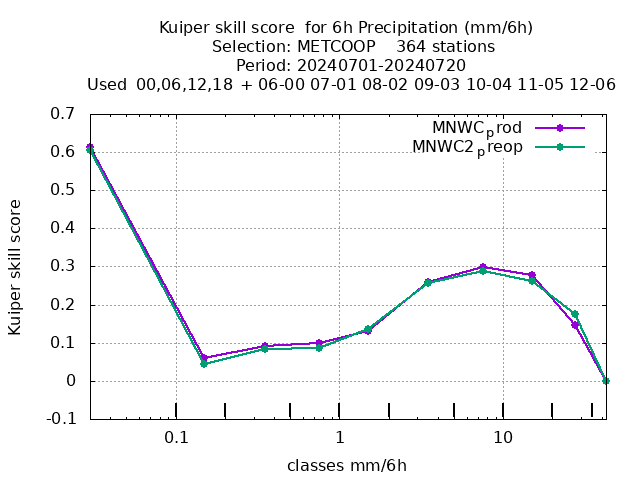 Kuiper skill score  for 6h Precipitation (mm/6h)
Selection: METCOOP    364 stations
Period: 20240701-20240720
Used  00,06,12,18  + 06-00 07-01 08-02 09-03 10-04 11-05 12-06
MNWCprod
MNWC2preop
0.7
0.6
0.5
0.4
0.3
0.2
0.1
0
-0.1
Kuiper skill score
0.1 1 10
classes mm/6h